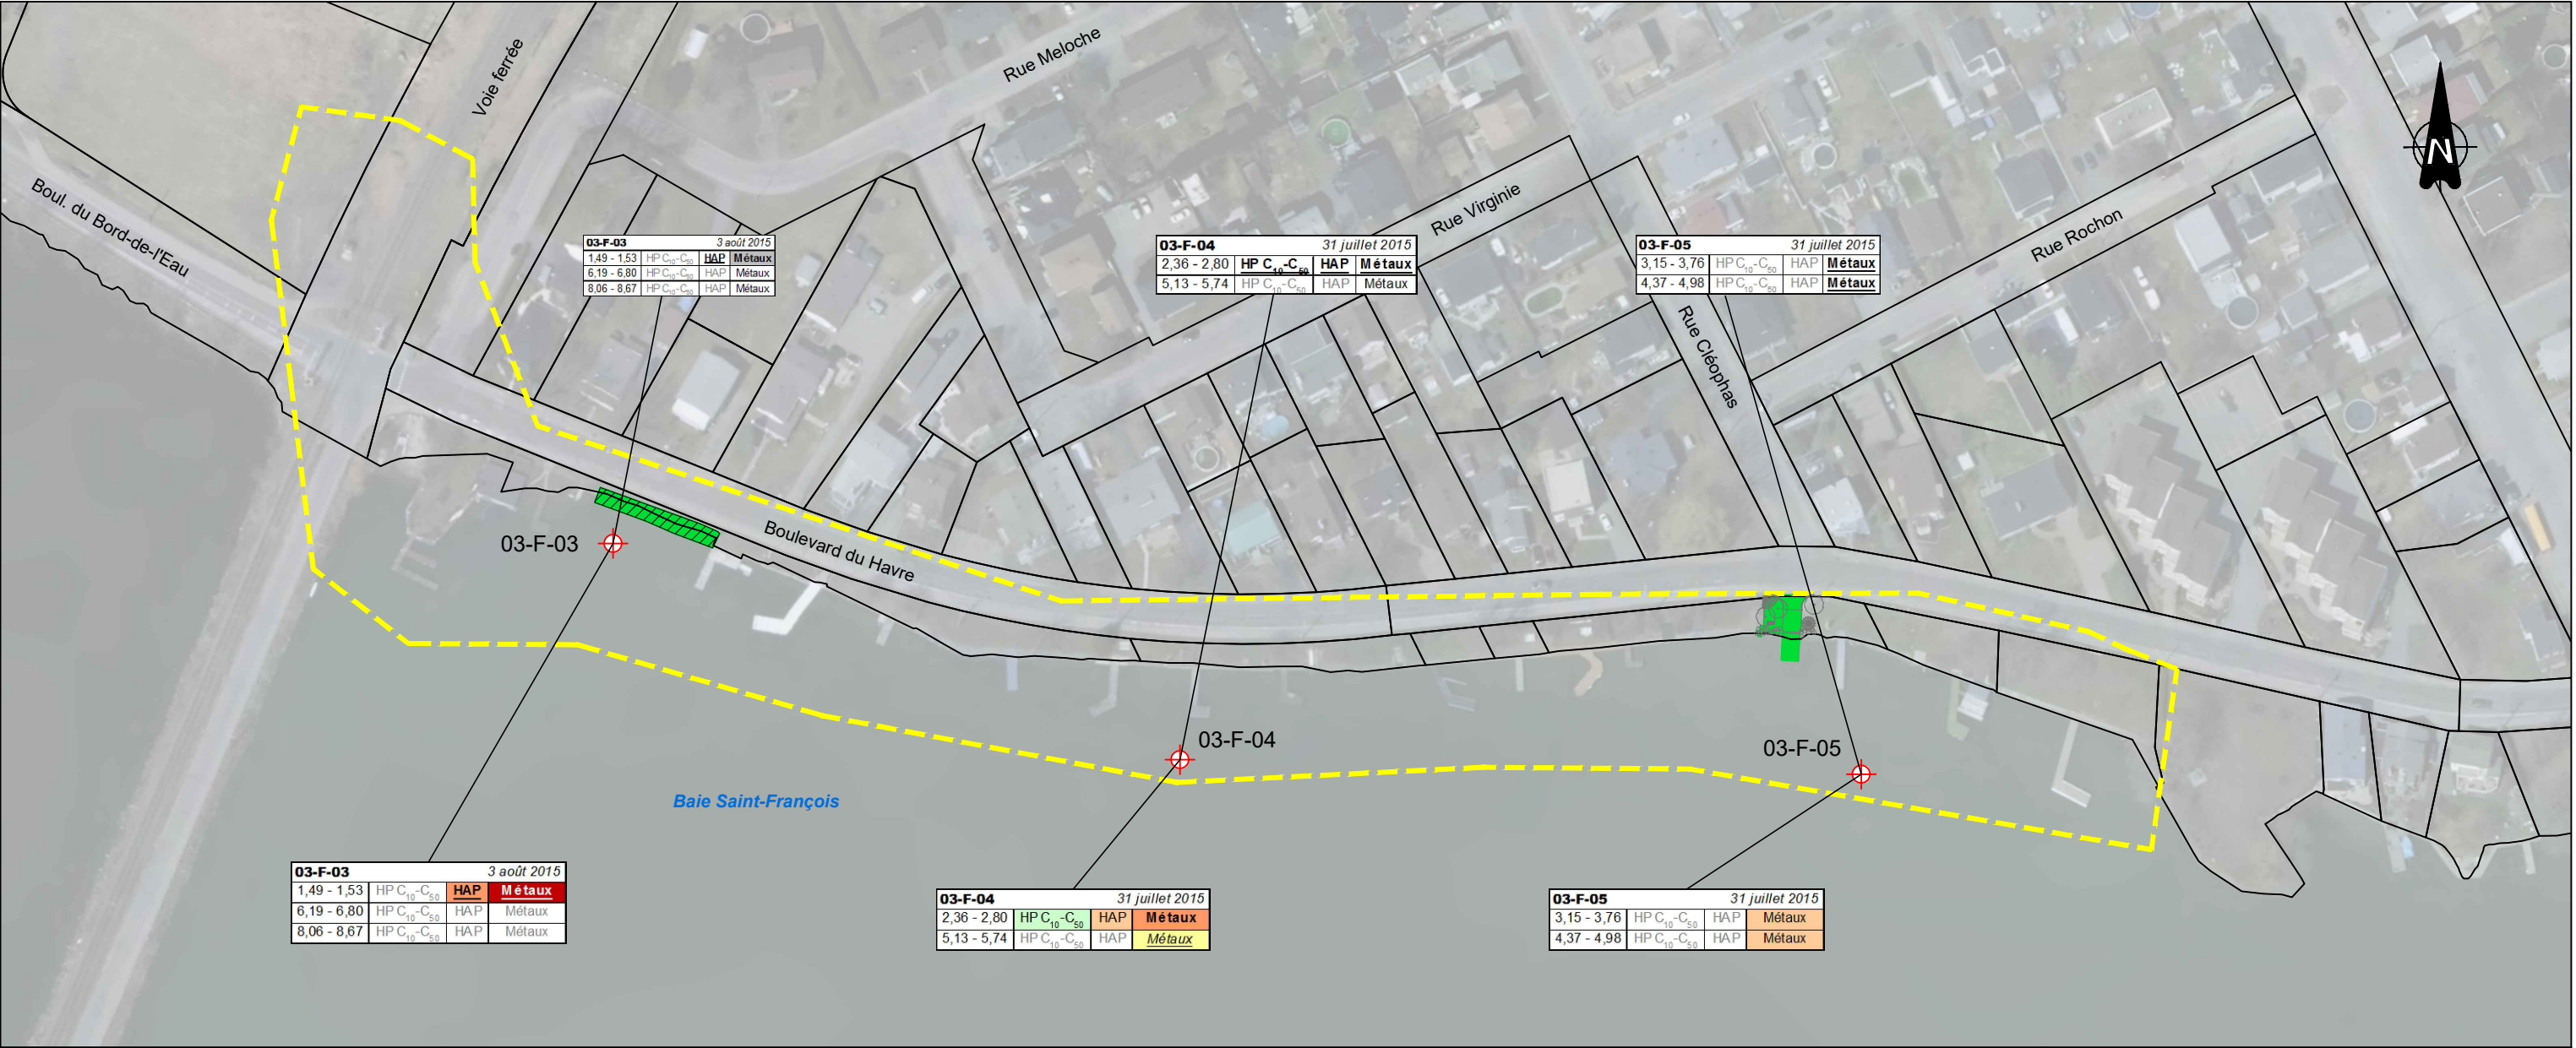 Voie ferrée
Rue Meloche
N
Boul. du Bord-de-l'Eau
Rue Virginie
Rue Rochon
Rue Cléophas
03-F-03 3 août 2015
1,49 - 1,53 HP C10-C50 HAP Métaux
6,19 - 6,80 HP C10-C50 HAP Métaux
8,06 - 8,67 HP C10-C50 HAP Métaux
03-F-04 31 juillet 2015
2,36 - 2,80 HP C10-C50 HAP Métaux
5,13 - 5,74 HP C10-C50 HAP Métaux
03-F-05 31 juillet 2015
3,15 - 3,76 HP C10-C50 HAP Métaux
4,37 - 4,98 HP C10-C50 HAP Métaux
03-F-03
Boulevard du Havre
03-F-04
03-F-05
Baie Saint-François
03-F-03 3 août 2015
1,49 - 1,53 HP C10-C50 HAP Métaux
6,19 - 6,80 HP C10-C50 HAP Métaux
8,06 - 8,67 HP C10-C50 HAP Métaux
03-F-04 31 juillet 2015
2,36 - 2,80 HP C10-C50 HAP Métaux
5,13 - 5,74 HP C10-C50 HAP Métaux
03-F-05 31 juillet 2015
3,15 - 3,76 HP C10-C50 HAP Métaux
4,37 - 4,98 HP C10-C50 HAP Métaux